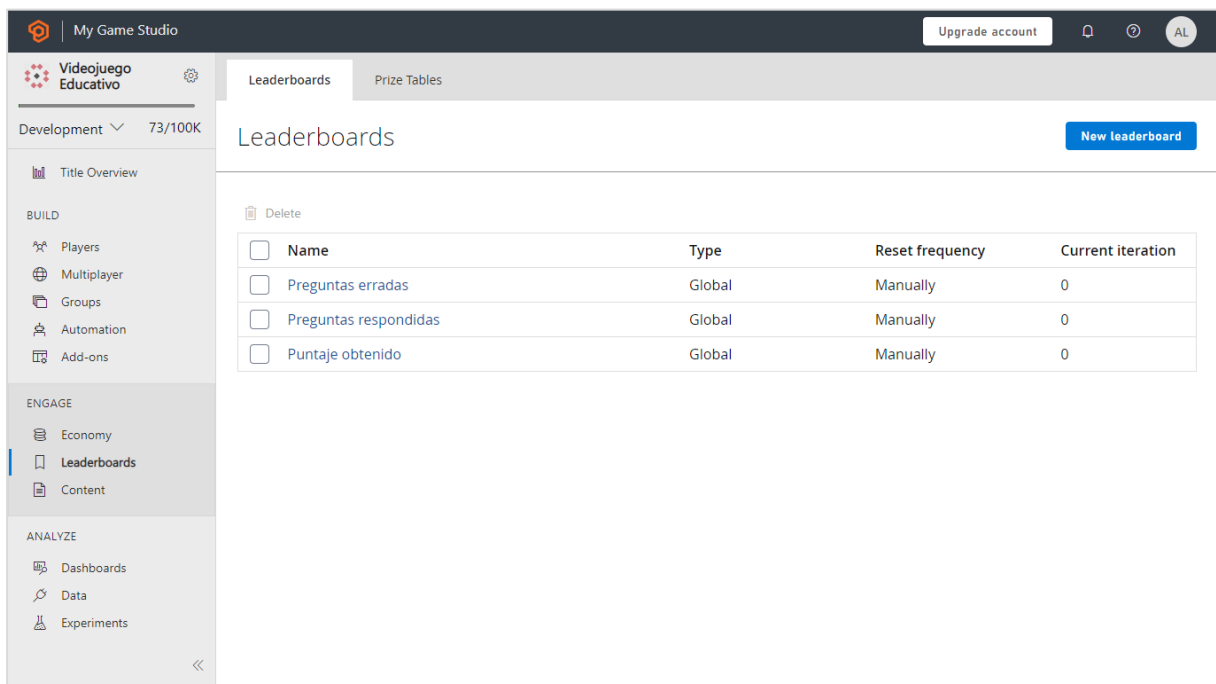 My Game Studio
Upgrade account
AL
Videojuego
Educativo
Development
73/100K
Title Overview
BUILD
Players
Multiplayer
Groups
Automation
Add-ons
ENGAGE
Economy
Leaderboards
Content
ANALYZE
Dashboards
Data
Experiments
Leaderboards Prize Tables
Leaderboards
New leaderboard
Delete
Name Type Reset frequency Current iteration
Preguntas erradas Global Manually 0
Preguntas respondidas Global Manually 0
Puntaje obtenido Global Manually 0